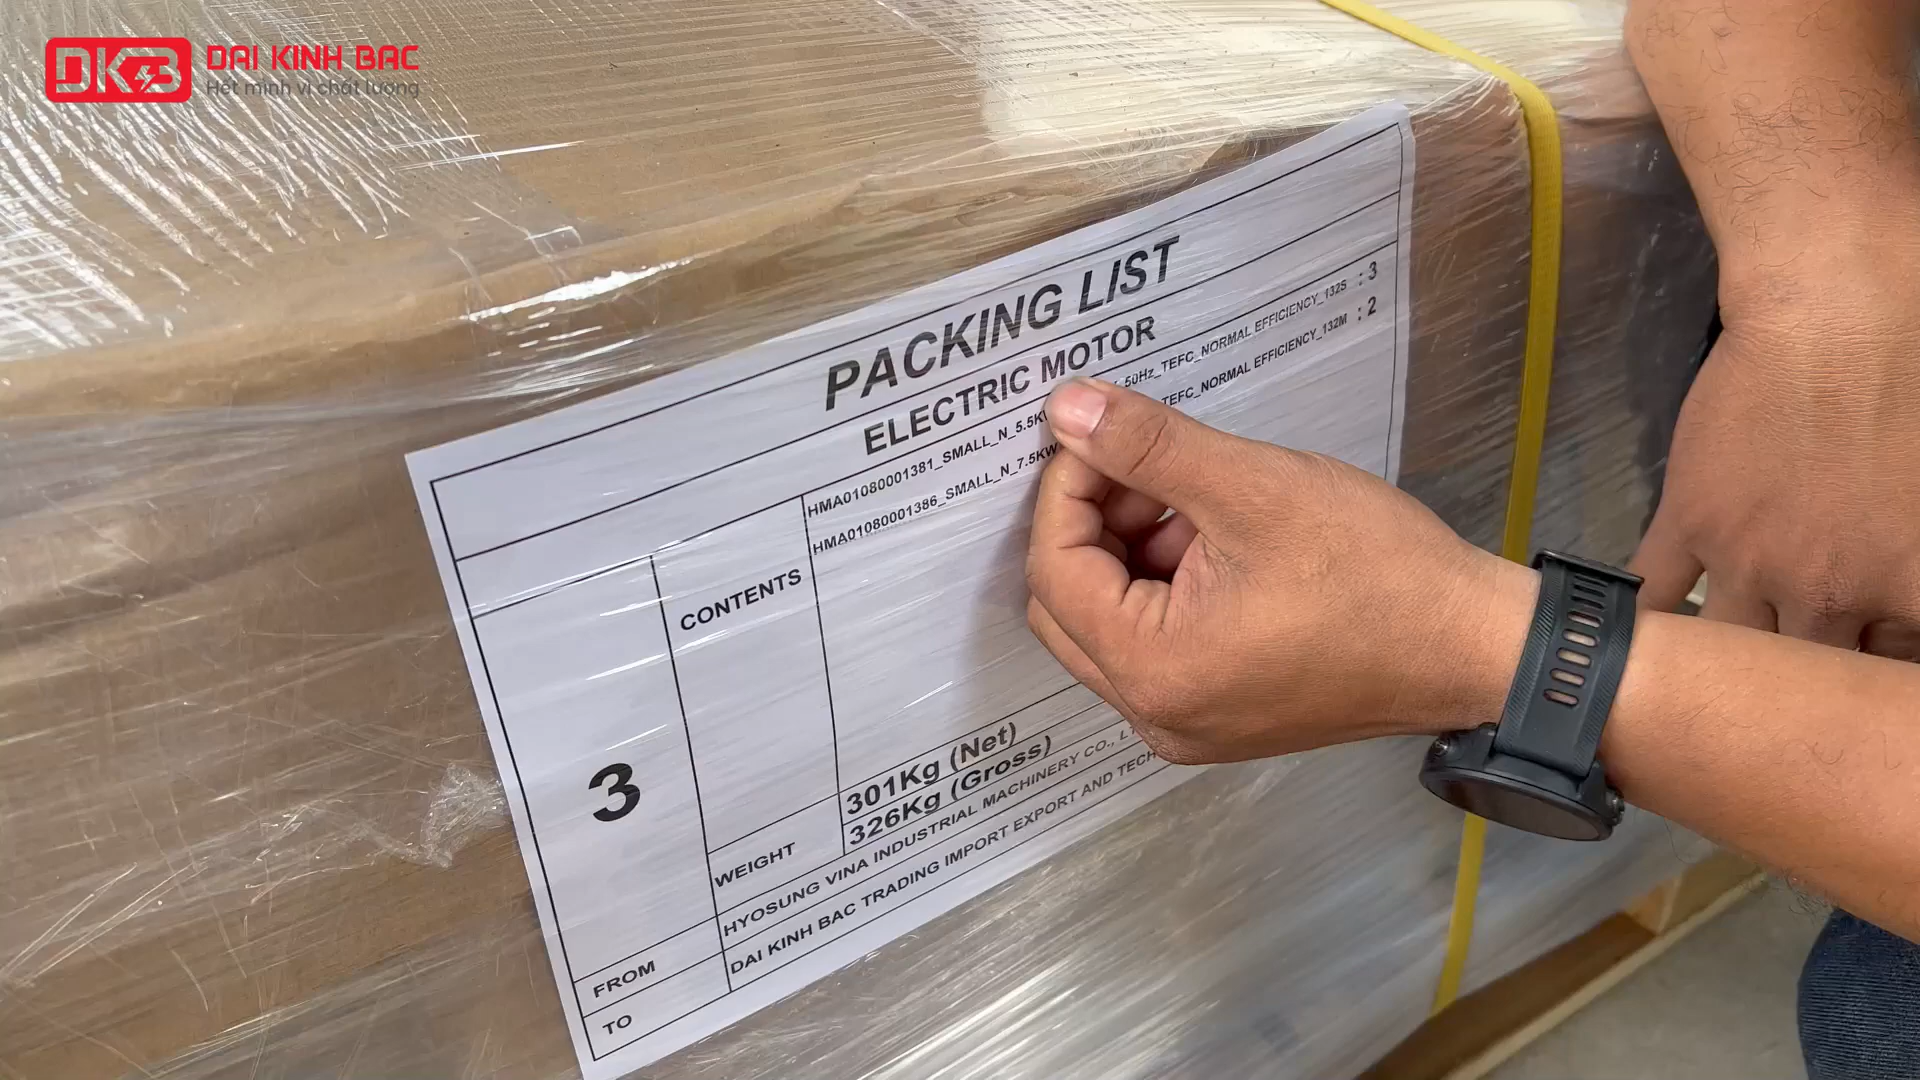 DKB DAI KINH BAC
Hết mình vì chất lượng
PACKING LIST
ELECTRIC MOTOR
HMA01080001381_SMALL_N_5.5K 50Hz_TEFC_NORMAL EFFICIENCY_132S : 3
HMA01080001386_SMALL_N_7.5KW TEFC_NORMAL EFFICIENCY_132M : 2
CONTENTS
3
WEIGHT
301Kg (Net)
326Kg (Gross)
FROM HYOSUNG VINA INDUSTRIAL MACHINERY CO., LT
TO DAI KINH BAC TRADING IMPORT EXPORT AND TECH